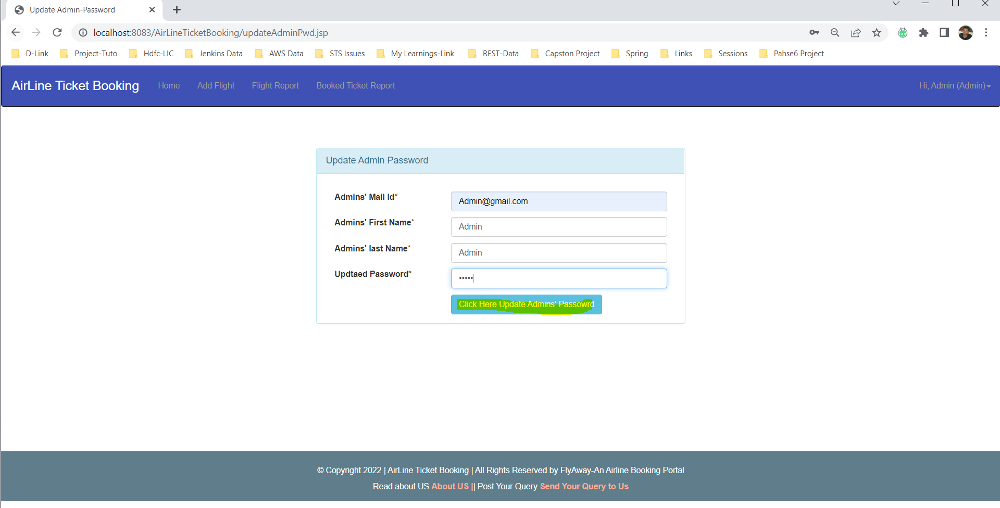 Update Admin-Password
localhost:8083/AirLineTicketBooking/updateAdminPwd.jsp
D-Link Project-Tuto Hdfc-LIC Jenkins Data AWS Data STS Issues My Learnings-Link REST-Data Capston Project Spring Links Sessions Pahse6 Project
AirLine Ticket Booking Home Add Flight Flight Report Booked Ticket Report Hi, Admin (Admin)
Update Admin Password
Admins' Mail Id* Admin@gmail.com
Admins' First Name* Admin
Admins' last Name* Admin
Updtaed Password* •••••
Click Here Update Admins' Passowrd
© Copyright 2022 | AirLine Ticket Booking | All Rights Reserved by FlyAway-An Airline Booking Portal
Read about US About US || Post Your Query Send Your Query to Us